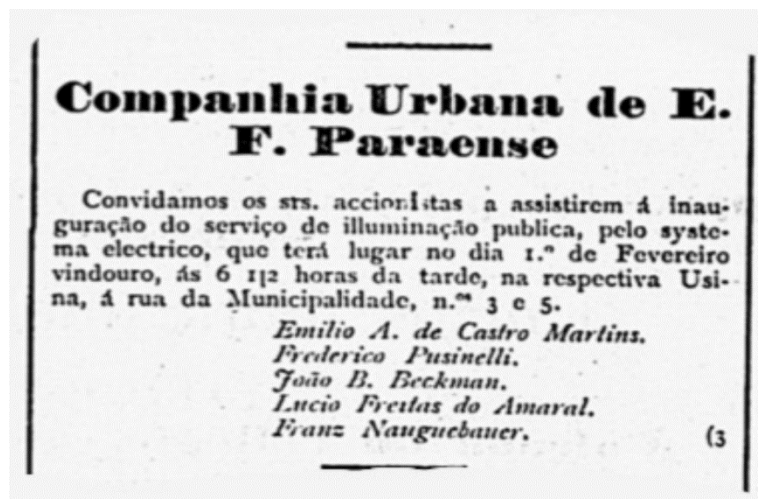 Companhia Urbana de E.
F. Paraense
Convidamos os srs. accionistas a assistirem á inau-
guração do serviço de illuminação publica, pelo syste-
ma electrico, que terá lugar no dia 1.º de Fevereiro
vindouro, ás 6 1|2 horas da tarde, na respectiva Usi-
na, á rua da Municipalidade, n.ºs 3 e 5.
Emilio A. de Castro Martins.
Frederico Pusinelli.
João B. Beckman.
Lucio Freitas do Amaral.
Franz Nauguebauer.
(3